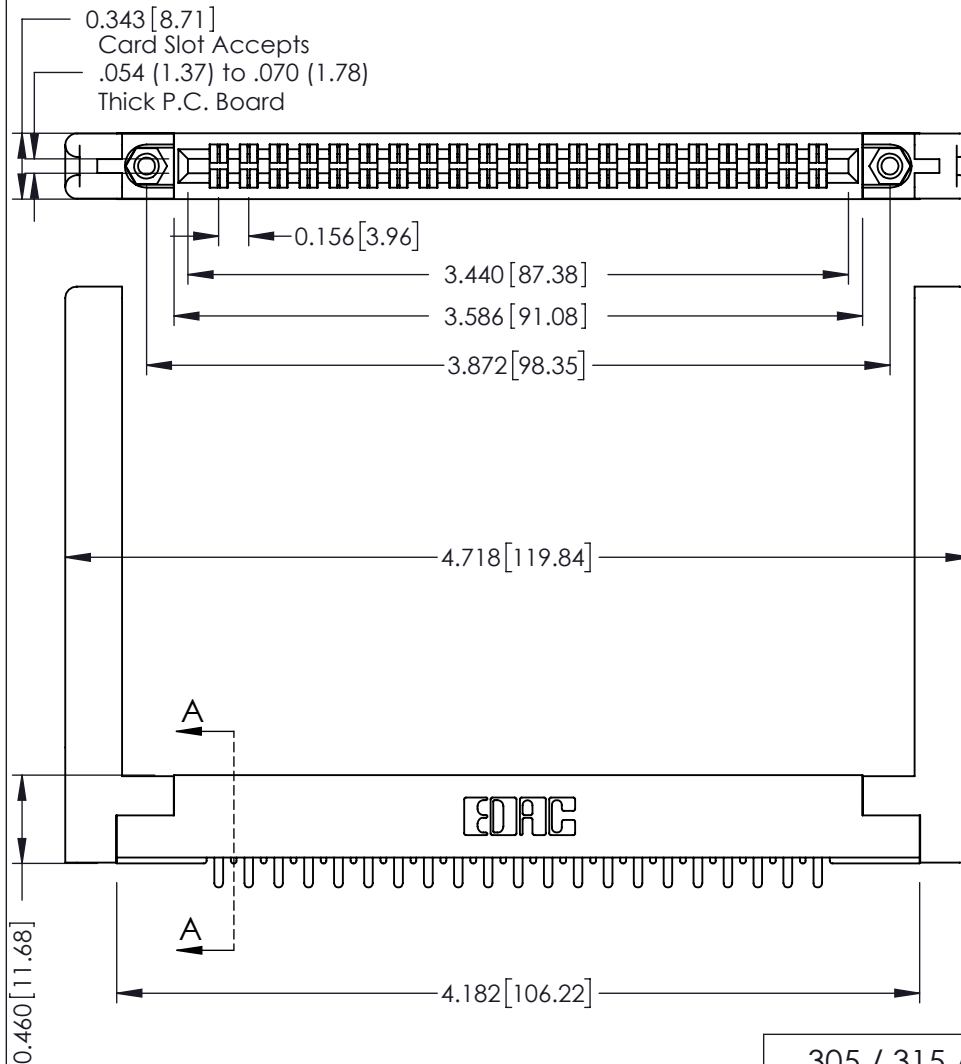 0.343[8.71]
Card Slot Accepts
.054 (1.37) to .070 (1.78)
Thick P.C. Board
0.156[3.96]
3.440[87.38]
3.586[91.08]
3.872[98.35]
4.718[119.84]
A
EDAC
A
0.460[11.68]
4.182[106.22]
305 / 315 /